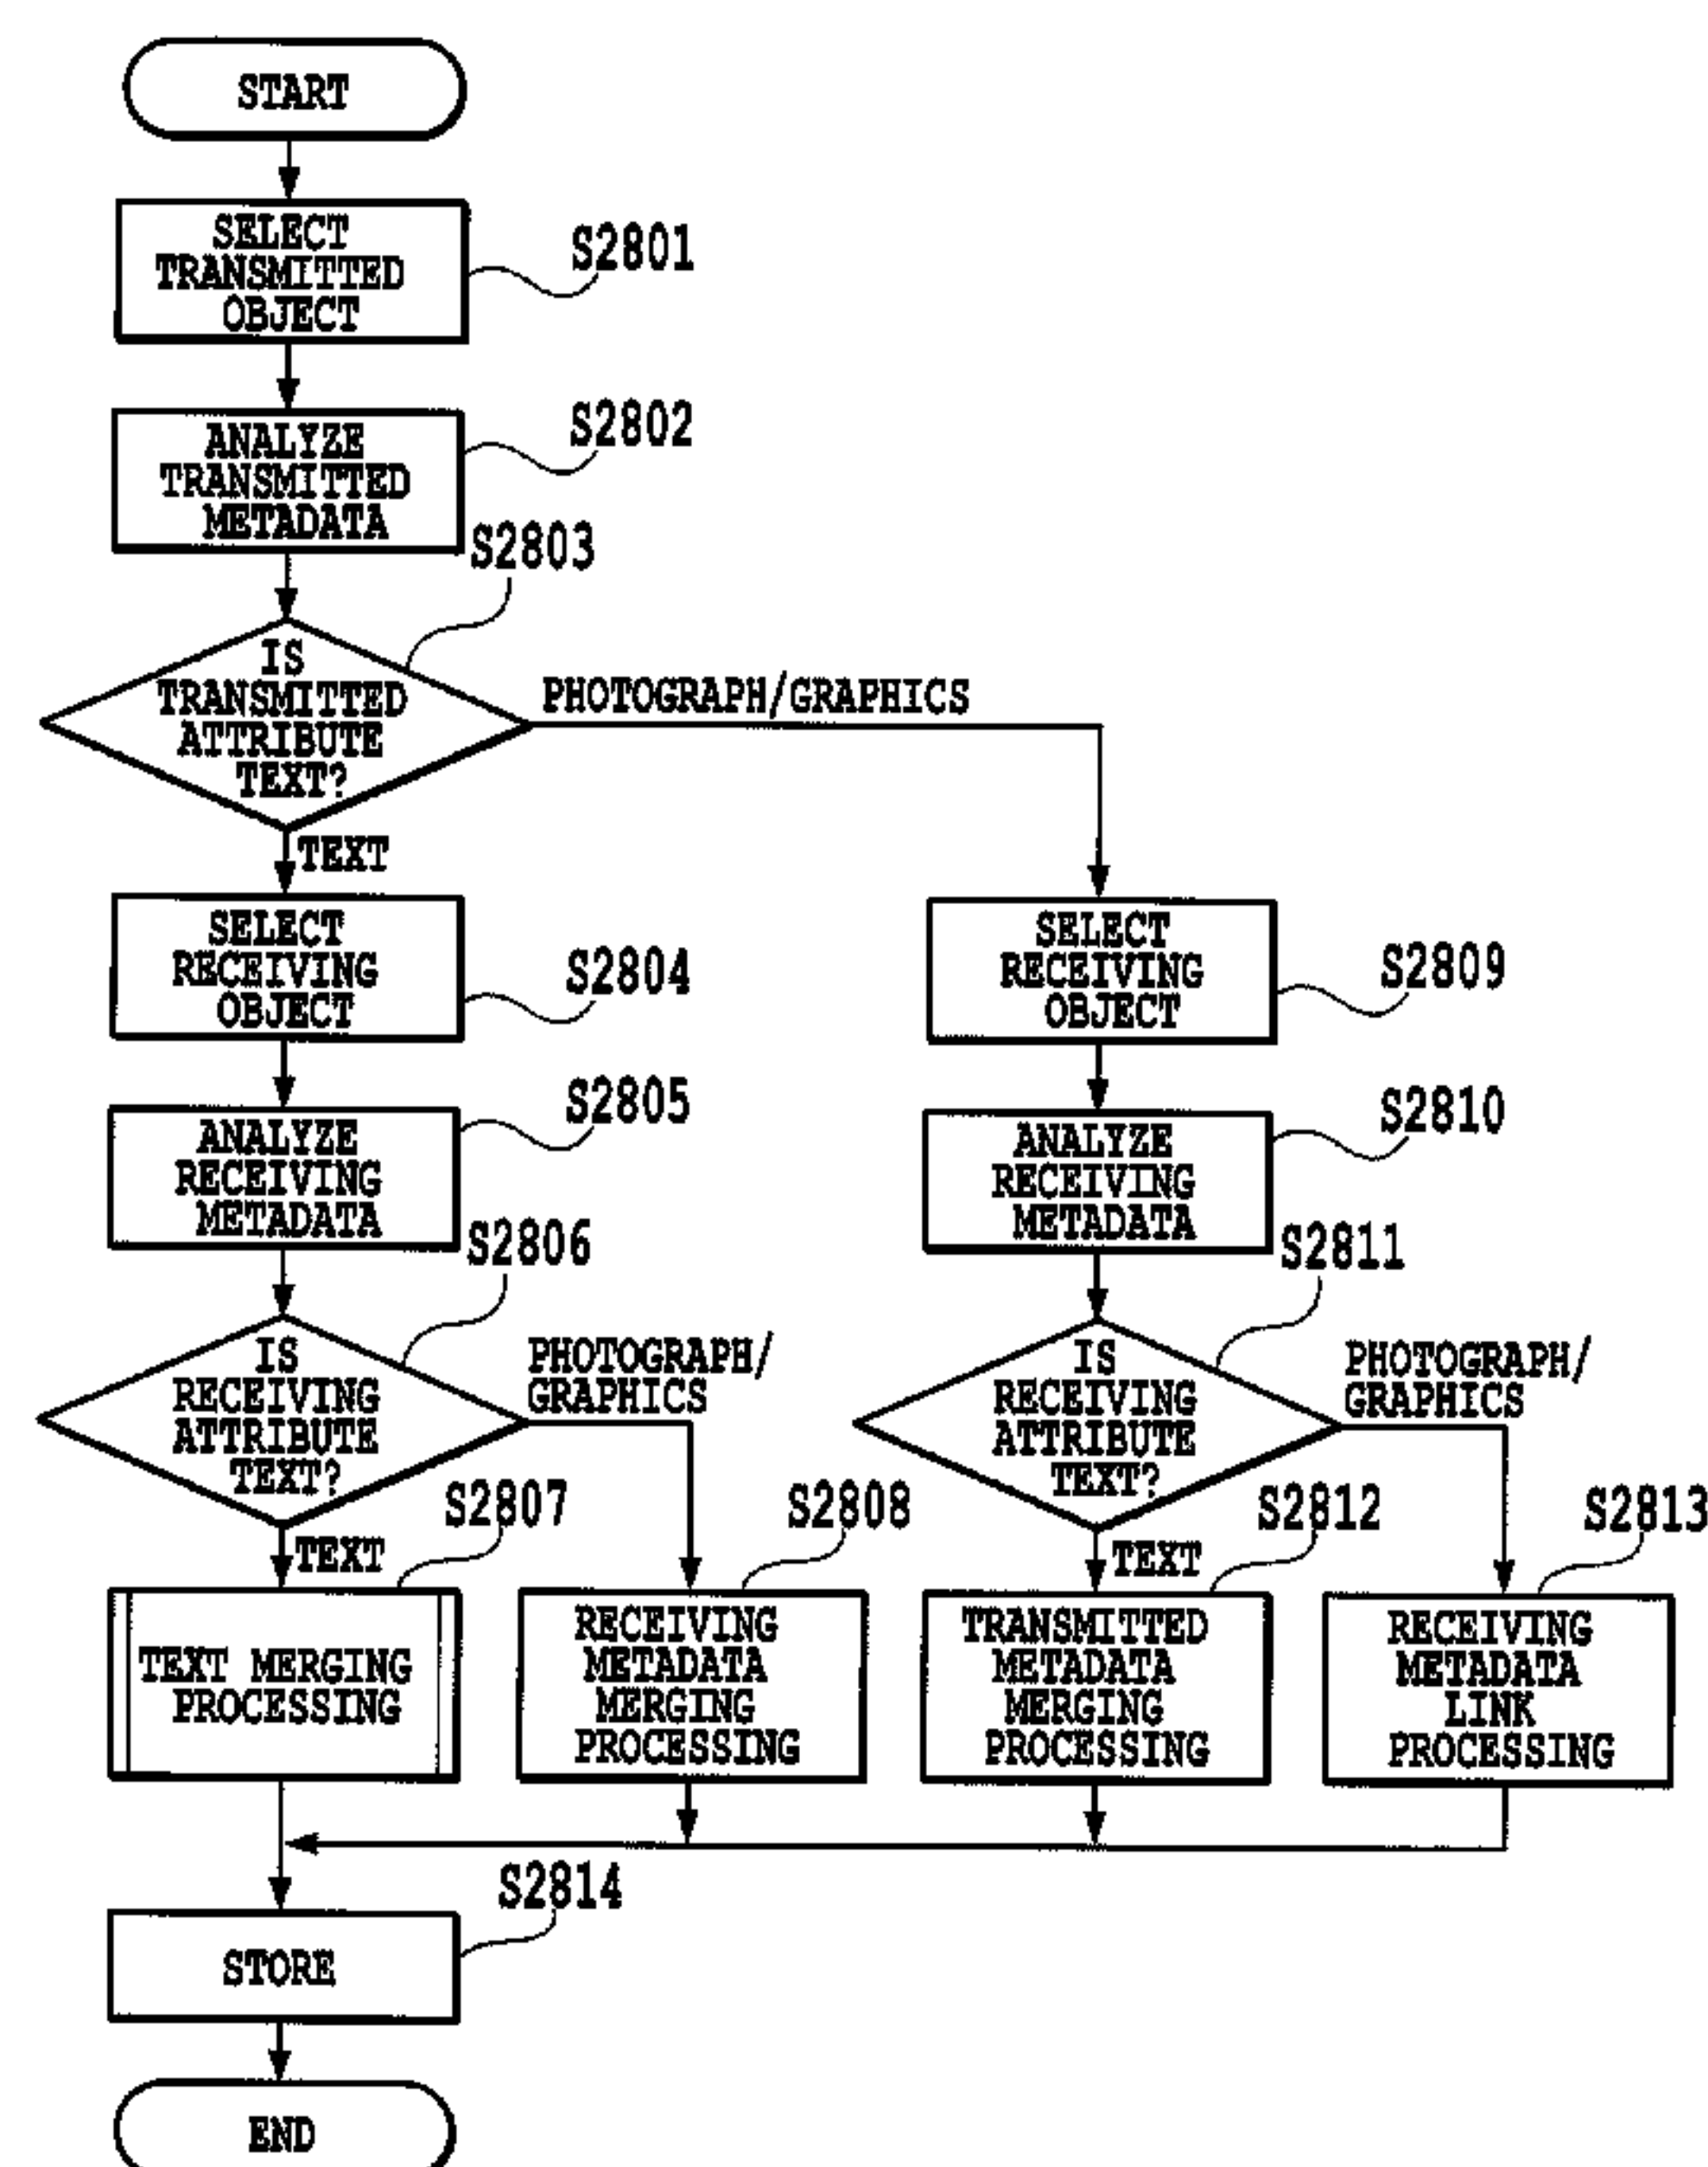 START
SELECT
TRANSMITTED
OBJECT
S2801
ANALYZE
TRANSMITTED
METADATA
S2802
S2803
IS
TRANSMITTED
ATTRIBUTE
TEXT?
PHOTOGRAPH/GRAPHICS
TEXT
SELECT
RECEIVING
OBJECT
S2804
SELECT
RECEIVING
OBJECT
S2809
ANALYZE
RECEIVING
METADATA
S2805
ANALYZE
RECEIVING
METADATA
S2810
S2806
IS
RECEIVING
ATTRIBUTE
TEXT?
PHOTOGRAPH/
GRAPHICS
S2811
IS
RECEIVING
ATTRIBUTE
TEXT?
PHOTOGRAPH/
GRAPHICS
TEXT
S2807
TEXT MERGING
PROCESSING
S2808
RECEIVING
METADATA
MERGING
PROCESSING
TEXT
S2812
TRANSMITTED
METADATA
MERGING
PROCESSING
S2813
RECEIVING
METADATA
LINK
PROCESSING
S2814
STORE
END